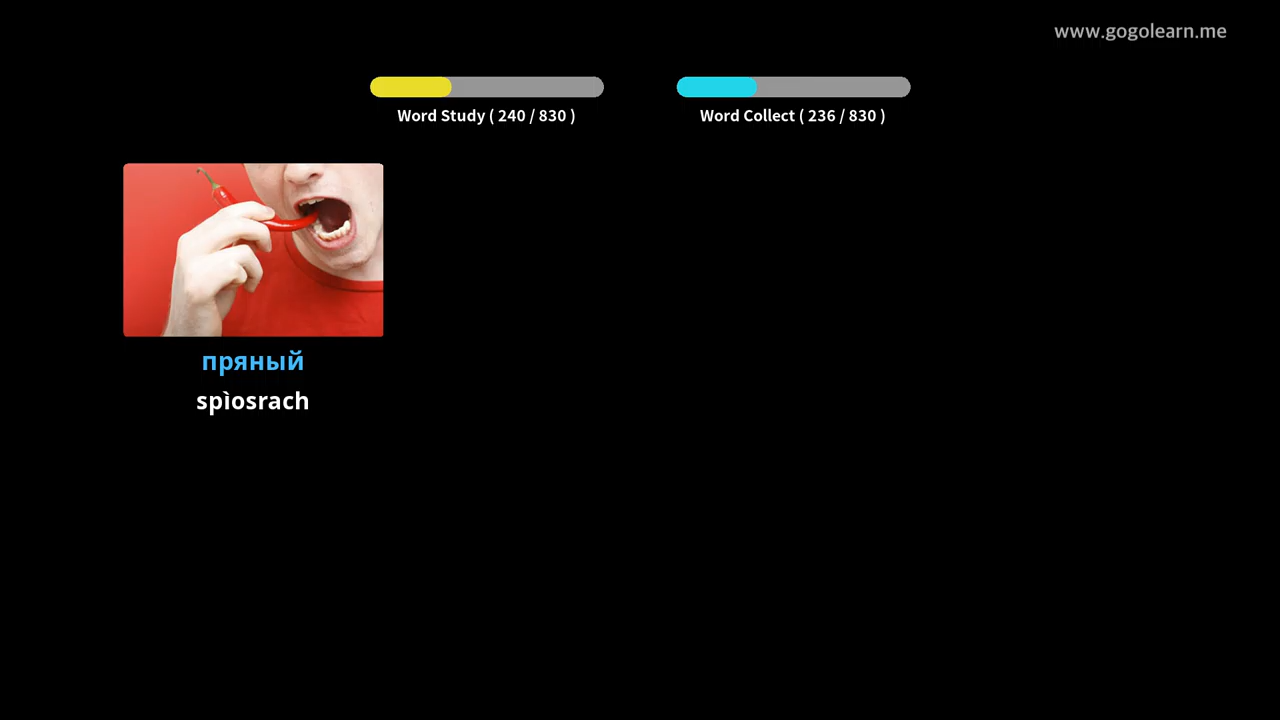 www.gogolearn.me
Word Study ( 240 / 830 )
Word Collect ( 236 / 830 )
пряный
spìosrach